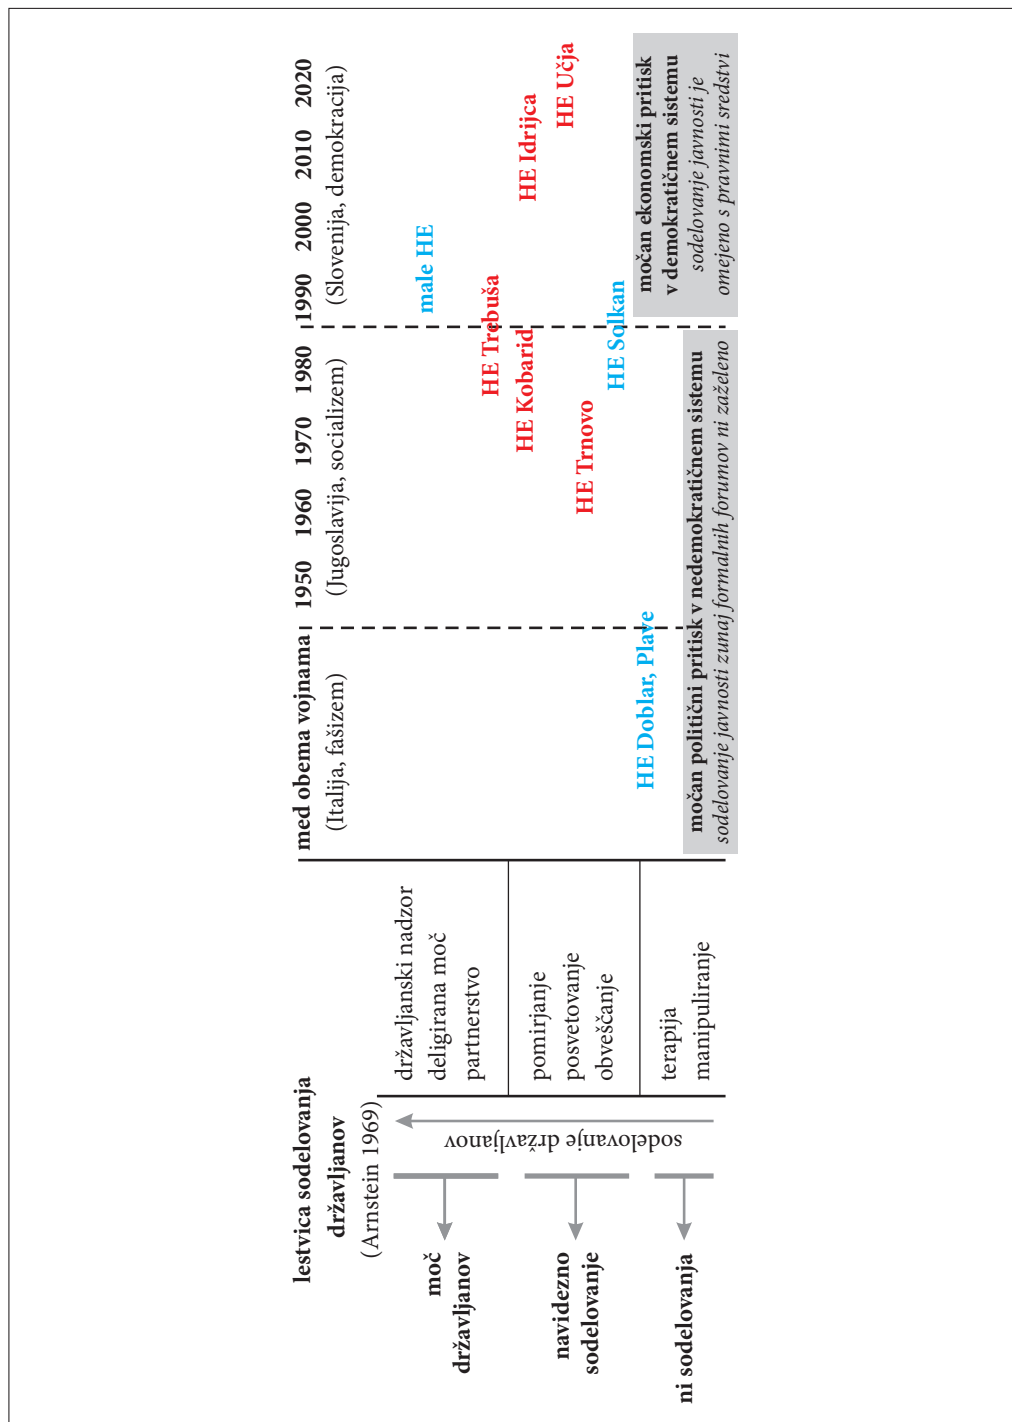 lestvica sodelovanja
državljanov
(Arnstein 1969)
moč
državljanov
navidezno
sodelovanje
ni sodelovanja
sodelovanje državljanov
državljanski nadzor
deligirana moč
partnerstvo
pomirjanje
posvetovanje
obveščanje
terapija
manipuliranje
med obema vojnama
(Italija, fašizem)
1950 1960 1970 1980
(Jugoslavija, socializem)
1990 2000 2010 2020
(Slovenija, demokracija)
male HE
HE Trebuša
HE Kobarid
HE Idrijca
HE Učja
HE Trnovo
HE Solkan
HE Doblar, Plave
močan ekonomski pritisk
v demokratičnem sistemu
sodelovanje javnosti je
omejeno s pravnimi sredstvi
močan politični pritisk v nedemokratičnem sistemu
sodelovanje javnosti zunaj formalnih forumov ni zaželeno